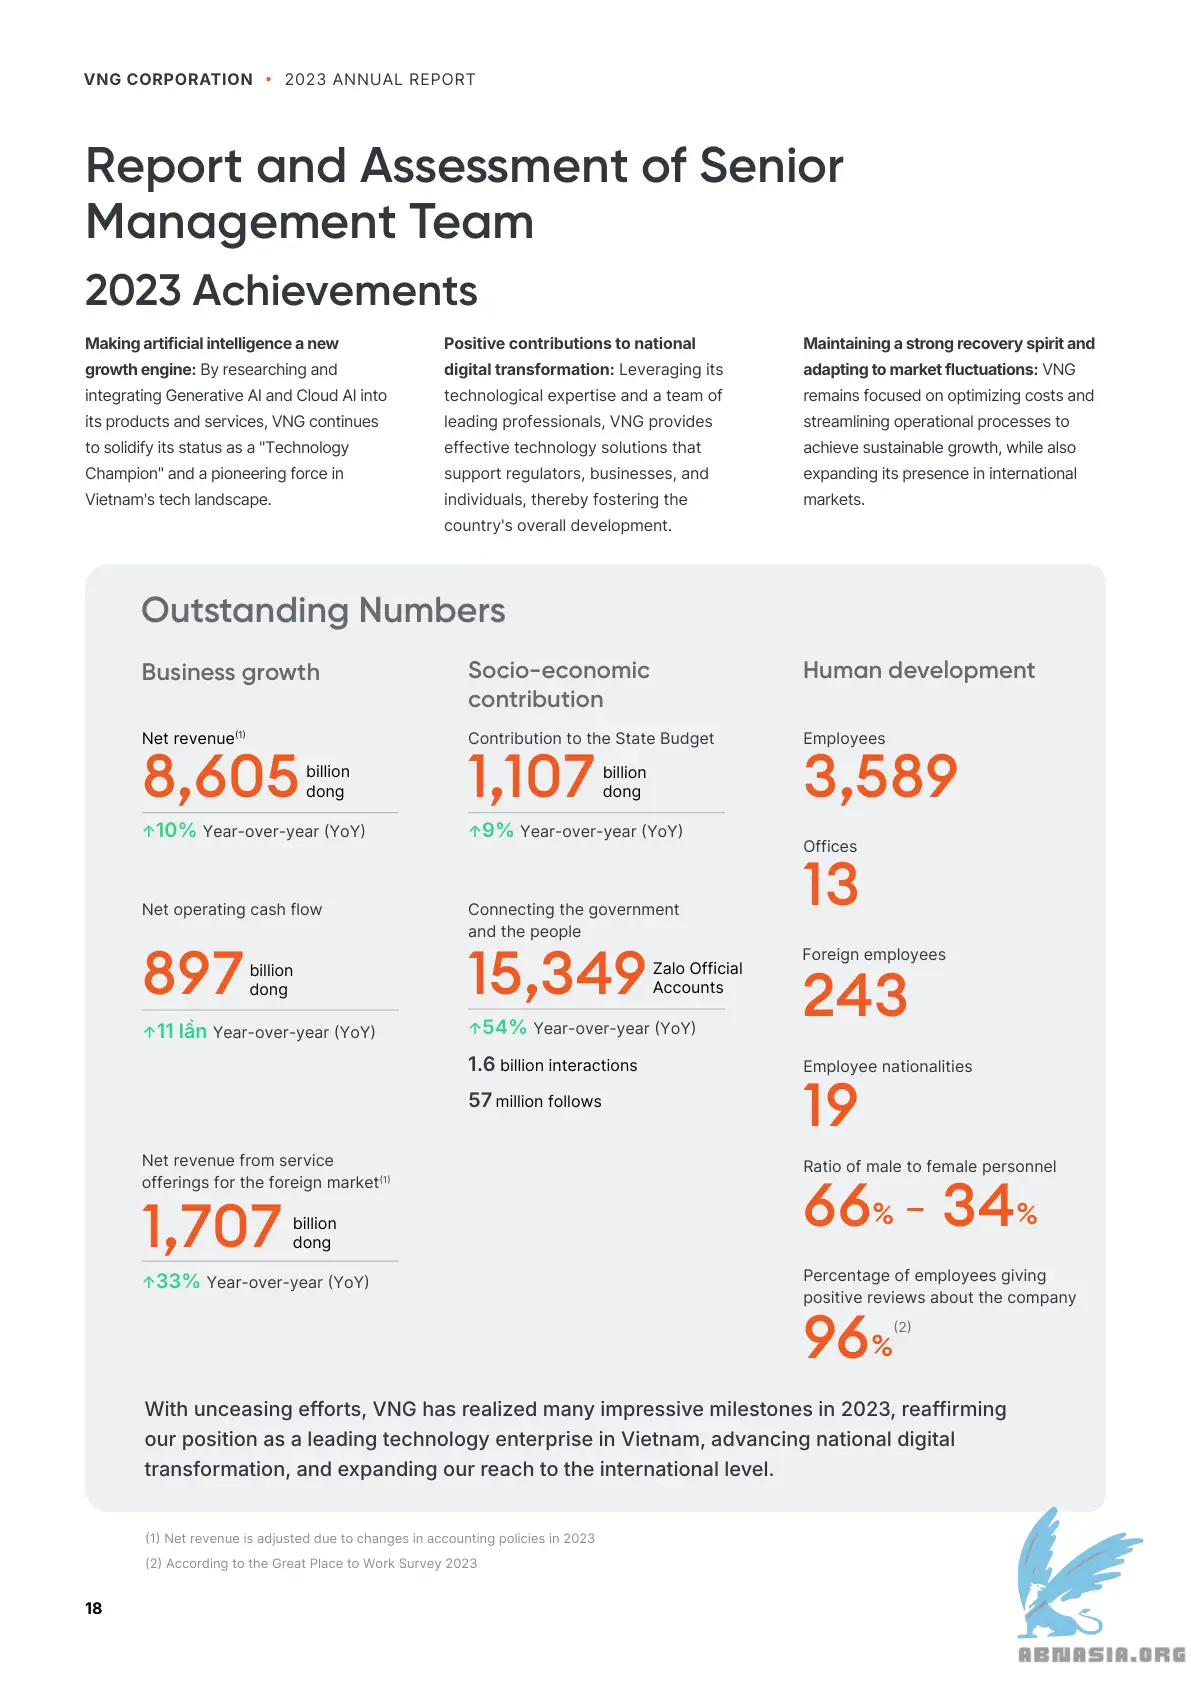 VNG CORPORATION • 2023 ANNUAL REPORT
Report and Assessment of Senior
Management Team
2023 Achievements
Making artificial intelligence a new
growth engine: By researching and
integrating Generative AI and Cloud AI into
its products and services, VNG continues
to solidify its status as a "Technology
Champion" and a pioneering force in
Vietnam's tech landscape.
Positive contributions to national
digital transformation: Leveraging its
technological expertise and a team of
leading professionals, VNG provides
effective technology solutions that
support regulators, businesses, and
individuals, thereby fostering the
country's overall development.
Maintaining a strong recovery spirit and
adapting to market fluctuations: VNG
remains focused on optimizing costs and
streamlining operational processes to
achieve sustainable growth, while also
expanding its presence in international
markets.
Outstanding Numbers
Business growth
Net revenue(1)
8,605 billion dong
↑10% Year-over-year (YoY)
Net operating cash flow
897 billion dong
↑11 lần Year-over-year (YoY)
Net revenue from service
offerings for the foreign market(1)
1,707 billion dong
↑33% Year-over-year (YoY)
Socio-economic
contribution
Contribution to the State Budget
1,107 billion dong
↑9% Year-over-year (YoY)
Connecting the government
and the people
15,349 Zalo Official Accounts
↑54% Year-over-year (YoY)
1.6 billion interactions
57 million follows
Human development
Employees
3,589
Offices
13
Foreign employees
243
Employee nationalities
19
Ratio of male to female personnel
66% - 34%
Percentage of employees giving
positive reviews about the company
96% (2)
With unceasing efforts, VNG has realized many impressive milestones in 2023, reaffirming
our position as a leading technology enterprise in Vietnam, advancing national digital
transformation, and expanding our reach to the international level.
(1) Net revenue is adjusted due to changes in accounting policies in 2023
(2) According to the Great Place to Work Survey 2023
18
ABNASIA.ORG